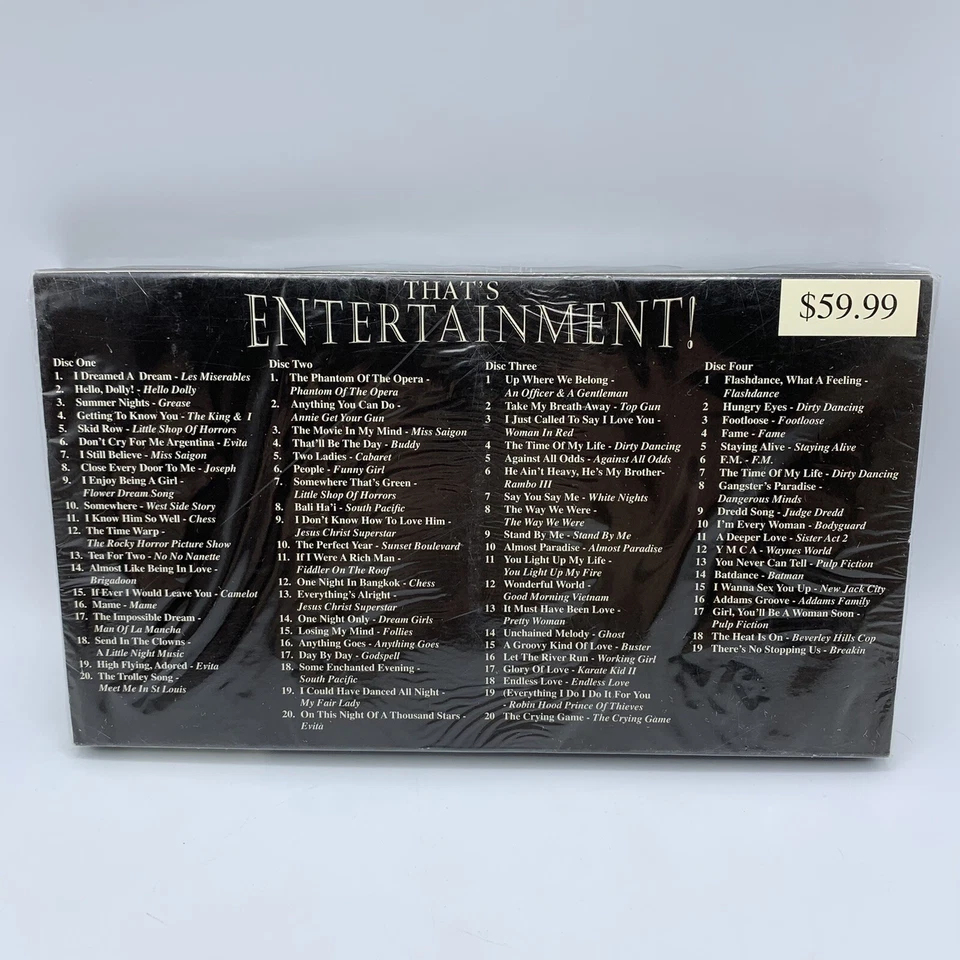 THAT'S
ENTERTAINMENT!
$59.99
Disc One
1. I Dreamed A Dream - Les Miserables
2. Hello, Dolly! - Hello Dolly
3. Summer Nights - Grease
4. Getting To Know You - The King & I
5. Skid Row - Little Shop Of Horrors
6. Don't Cry For Me Argentina - Evita
7. I Still Believe - Miss Saigon
8. Close Every Door To Me - Joseph
9. I Enjoy Being A Girl -
Flower Dream Song
10. Somewhere - West Side Story
11. I Know Him So Well - Chess
12. The Time Warp -
The Rocky Horror Picture Show
13. Tea For Two - No No Nanette
14. Almost Like Being In Love -
Brigadoon
15. If Ever I Would Leave You - Camelot
16. Mame - Mame
17. The Impossible Dream -
Man Of La Mancha
18. Send In The Clowns -
A Little Night Music
19. High Flying, Adored - Evita
20. The Trolley Song -
Meet Me In St Louis
Disc Two
1. The Phantom Of The Opera -
Phantom Of The Opera
2. Anything You Can Do -
Annie Get Your Gun
3. The Movie In My Mind - Miss Saigon
4. That'll Be The Day - Buddy
5. Two Ladies - Cabaret
6. People - Funny Girl
7. Somewhere That's Green -
Little Shop Of Horrors
8. Bali Ha'i - South Pacific
9. I Don't Know How To Love Him -
Jesus Christ Superstar
10. The Perfect Year - Sunset Boulevard
11. If I Were A Rich Man -
Fiddler On The Roof
12. One Night In Bangkok - Chess
13. Everything's Alright -
Jesus Christ Superstar
14. One Night Only - Dream Girls
15. Losing My Mind - Follies
16. Anything Goes - Anything Goes
17. Day By Day - Godspell
18. Some Enchanted Evening -
South Pacific
19. I Could Have Danced All Night -
My Fair Lady
20. On This Night Of A Thousand Stars -
Evita
Disc Three
1 Up Where We Belong -
An Officer & A Gentleman
2 Take My Breath Away - Top Gun
3 I Just Called To Say I Love You -
Woman In Red
4 The Time Of My Life - Dirty Dancing
5 Against All Odds - Against All Odds
6 He Ain't Heavy, He's My Brother-
Rambo III
7 Say You Say Me - White Nights
8 The Way We Were -
The Way We Were
9 Stand By Me - Stand By Me
10 Almost Paradise - Almost Paradise
11 You Light Up My Life -
You Light Up My Fire
12 Wonderful World -
Good Morning Vietnam
13 It Must Have Been Love -
Pretty Woman
14 Unchained Melody - Ghost
15 A Groovy Kind Of Love - Buster
16 Let The River Run - Working Girl
17 Glory Of Love - Karate Kid II
18 Endless Love - Endless Love
19 (Everything I Do I Do It For You
- Robin Hood Prince Of Thieves
20 The Crying Game - The Crying Game
Disc Four
1 Flashdance, What A Feeling -
Flashdance
2 Hungry Eyes - Dirty Dancing
3 Footloose - Footloose
4 Fame - Fame
5 Staying Alive - Staying Alive
6 F.M. - F.M.
7 The Time Of My Life - Dirty Dancing
8 Gangster's Paradise -
Dangerous Minds
9 Dredd Song - Judge Dredd
10 I'm Every Woman - Bodyguard
11 A Deeper Love - Sister Act 2
12 Y M C A - Waynes World
13 You Never Can Tell - Pulp Fiction
14 Batdance - Batman
15 I Wanna Sex You Up - New Jack City
16 Addams Groove - Addams Family
17 Girl, You'll Be A Woman Soon -
Pulp Fiction
18 The Heat Is On - Beverley Hills Cop
19 There's No Stopping Us - Breakin